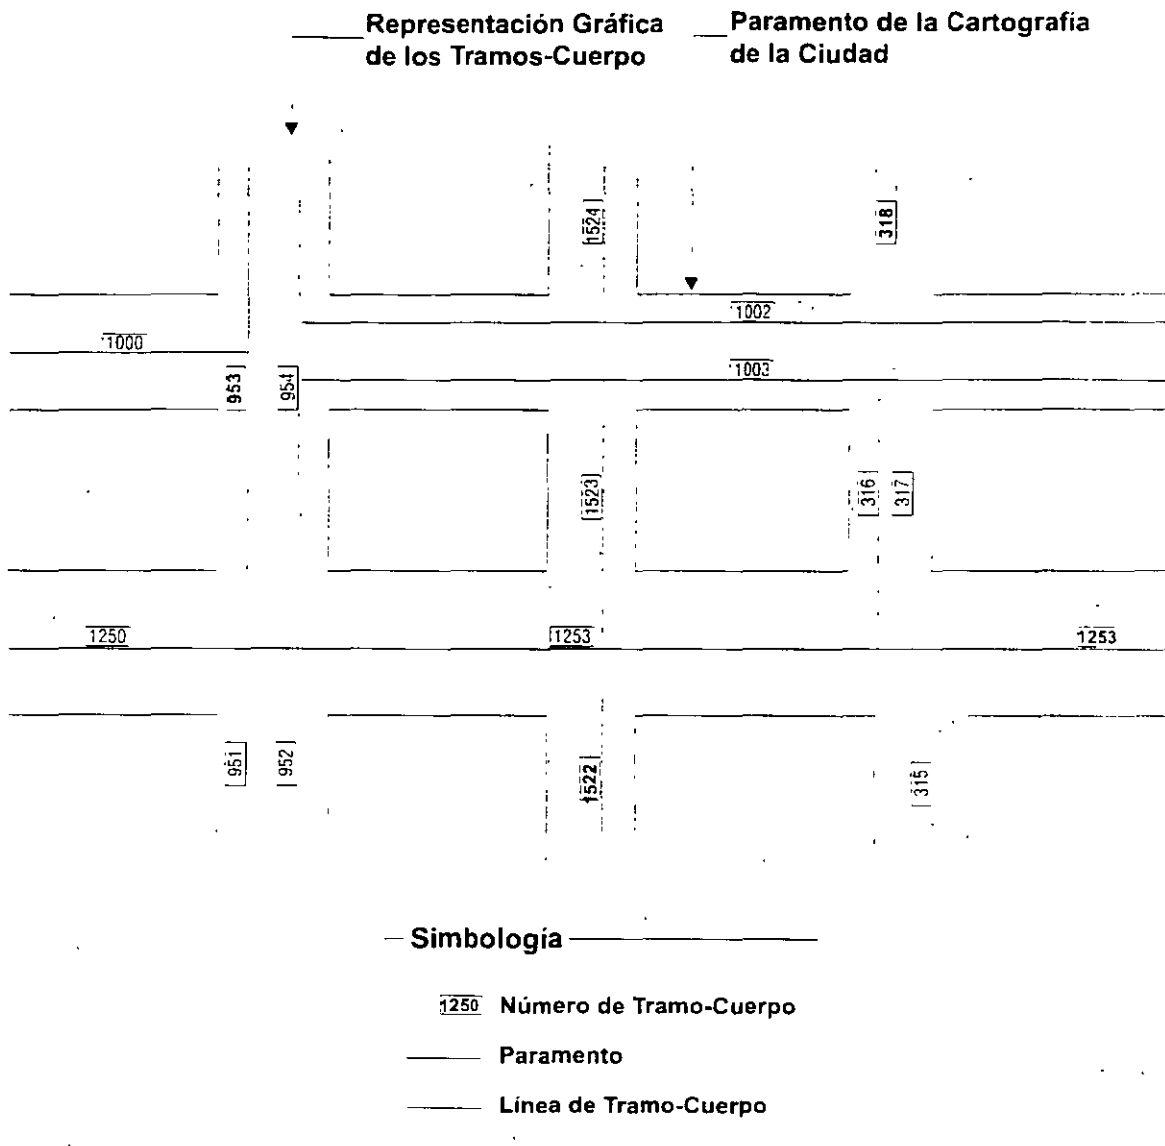 Representación Gráfica
de los Tramos-Cuerpo
Paramento de la Cartografía
de la Ciudad
1524
318
1002
1000
1003
953
954
1523
316
317
1250
1253
1253
951
952
1522
315
Simbología
1250 Número de Tramo-Cuerpo
Paramento
Línea de Tramo-Cuerpo